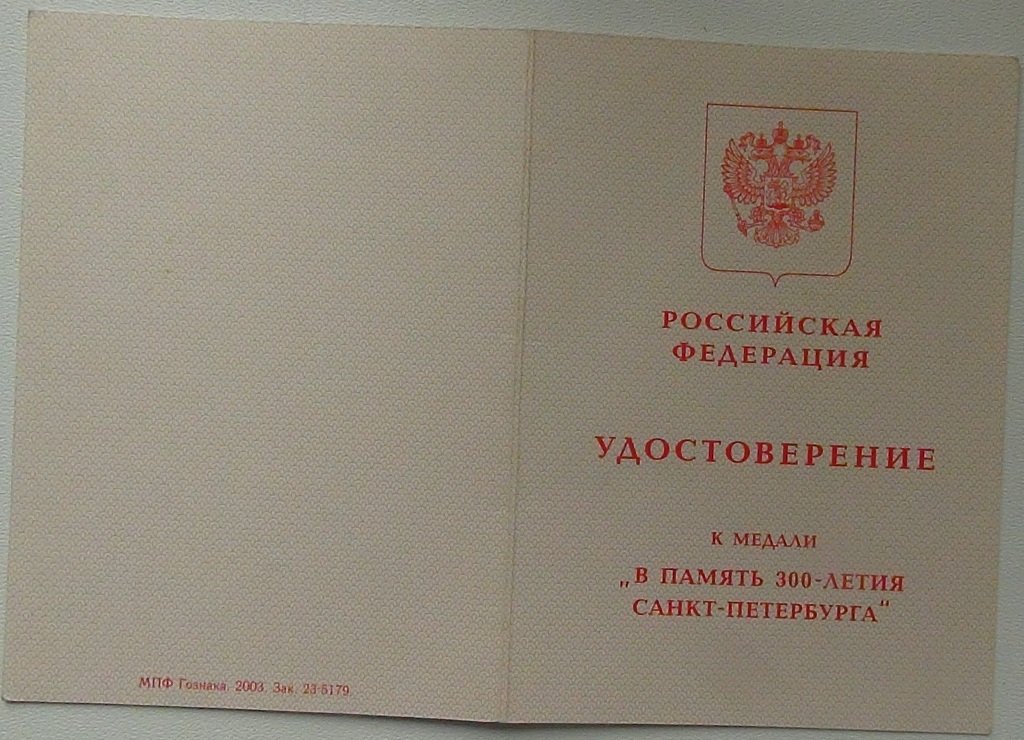 РОССИЙСКАЯ
ФЕДЕРАЦИЯ
УДОСТОВЕРЕНИЕ
К МЕДАЛИ
„В ПАМЯТЬ 300-ЛЕТИЯ
САНКТ-ПЕТЕРБУРГА"
МПФ Гознака. 2003. Зак. 23-5179.